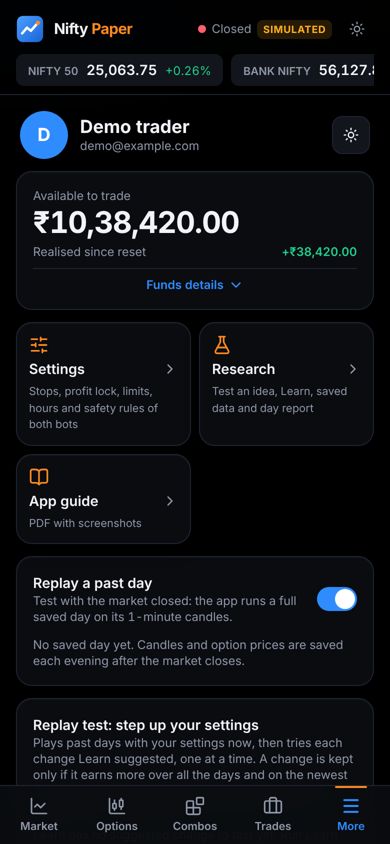 Nifty Paper
Closed SIMULATED
NIFTY 50 25,063.75 +0.26% BANK NIFTY 56,127.8
D
Demo trader
demo@example.com
Available to trade
₹10,38,420.00
Realised since reset +₹38,420.00
Funds details
Settings
Stops, profit lock, limits,
hours and safety rules of
both bots
Research
Test an idea, Learn, saved
data and day report
App guide
PDF with screenshots
Replay a past day
Test with the market closed: the app runs a full
saved day on its 1-minute candles.
No saved day yet. Candles and option prices are saved
each evening after the market closes.
Replay test: step up your settings
Plays past days with your settings now, then tries each
change Learn suggested, one at a time. A change is kept
only if it earns more over all the days and on the newest
Market Options Combos Trades More